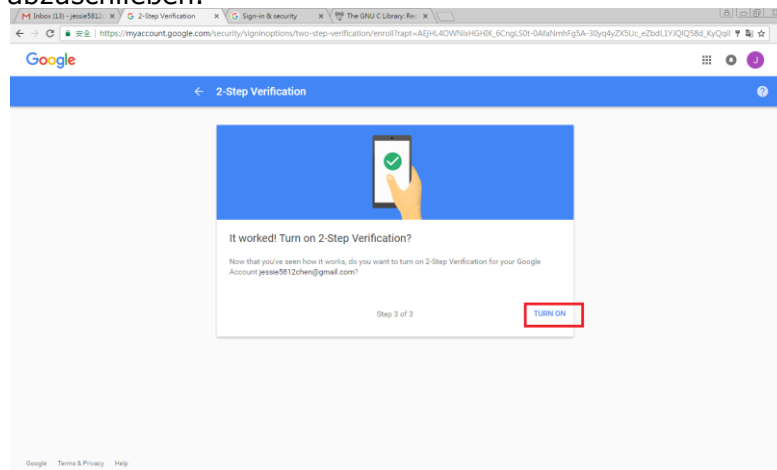 abzuschließen.
Inbox (13) - jessie5812
2-Step Verification
Sign-in & security
The GNU C Library: Re
安全 | https://myaccount.google.com/security/signinoptions/two-step-verification/enroll?rapt=
Google
J
2-Step Verification
It worked! Turn on 2-Step Verification?
Now that you've seen how it works, do you want to turn on 2-Step Verification for your Google
Account jessie5812chen@gmail.com?
Step 3 of 3
TURN ON
Google Terms & Privacy Help